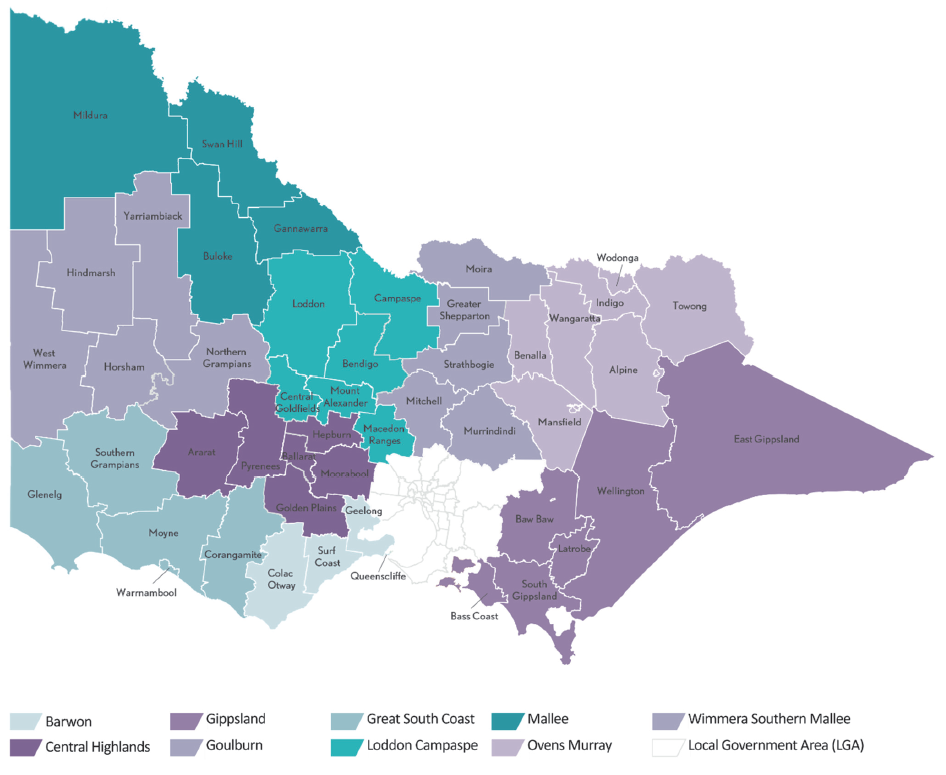 Mildura
Swan Hill
Yarriambiack
Gannawarra
Buloke
Hindmarsh
Moira
Wodonga
Loddon
Campaspe
Greater
Shepparton
Indigo
Towong
Wangaratta
West
Wimmera
Horsham
Northern
Grampians
Bendigo
Strathbogie
Benalla
Alpine
Central
Goldfields
Mount
Alexander
Mitchell
Macedon
Ranges
Murrindindi
Mansfield
Hepburn
East Gippsland
Southern
Grampians
Ararat
Pyrenees
Ballarat
Moorabool
Glenelg
Wellington
Golden Plains
Geelong
Baw Baw
Moyne
Corangamite
Surf
Coast
Latrobe
Colac
Otway
Queenscliffe
Warrnambool
South
Gippsland
Bass Coast
Barwon
Gippsland
Great South Coast
Mallee
Wimmera Southern Mallee
Central Highlands
Goulburn
Loddon Campaspe
Ovens Murray
Local Government Area (LGA)